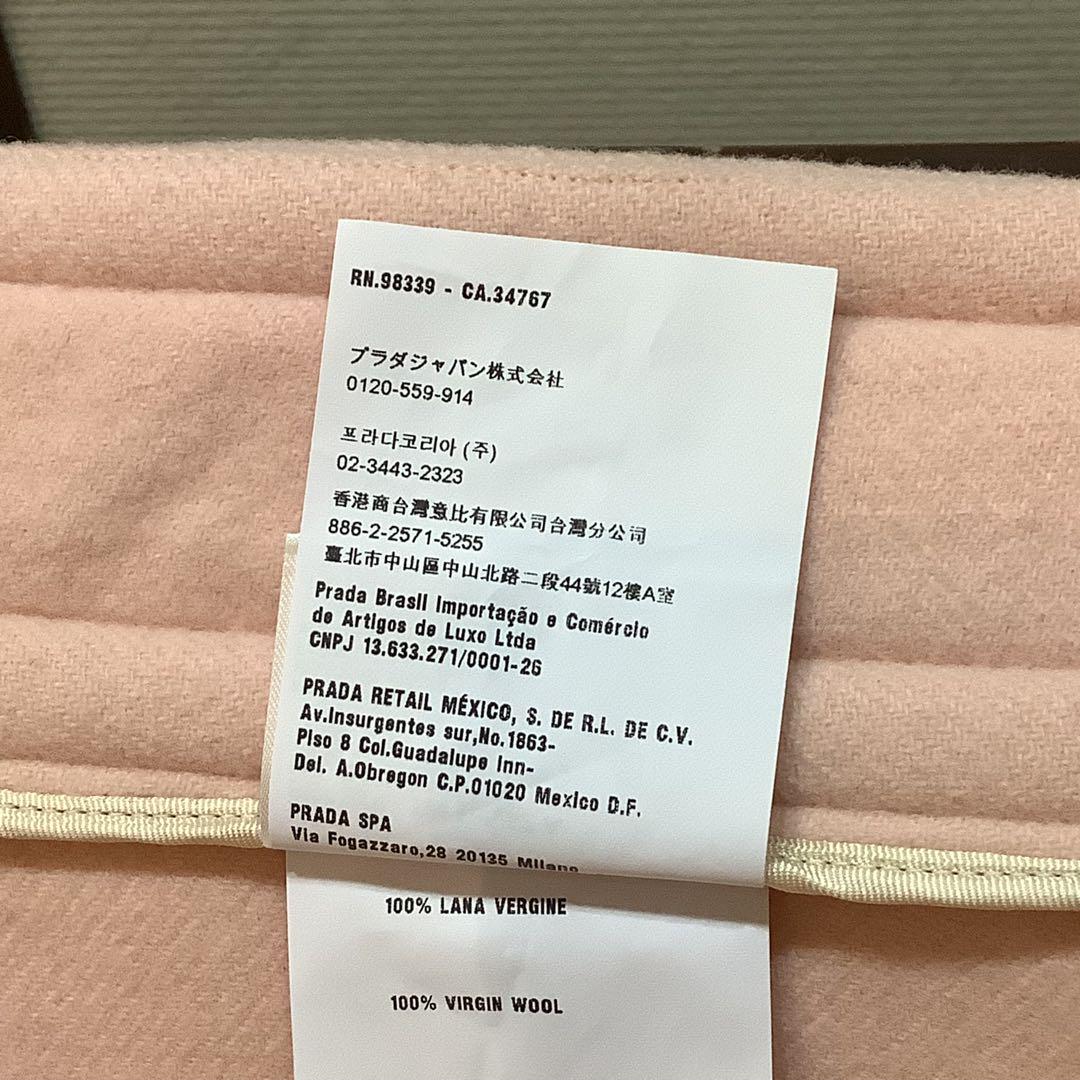 RN.98339 - CA.34767
プラダジャパン株式会社
0120-559-914
프라다코리아 (주)
02-3443-2323
香港商台灣意比有限公司台灣分公司
886-2-2571-5255
臺北市中山區中山北路二段44號12樓A室
Prada Brasil Importação e Comércio
de Artigos de Luxo Ltda
CNPJ 13.633.271/0001-26
PRADA RETAIL MÉXICO, S. DE R.L. DE C.V.
Av.Insurgentes sur,No.1863-
Piso 8 Col.Guadalupe Inn-
Del. A.Obregon C.P.01020 Mexico D.F.
PRADA SPA
Via Fogazzaro,28 20135 Milano
100% LANA VERGINE
100% VIRGIN WOOL